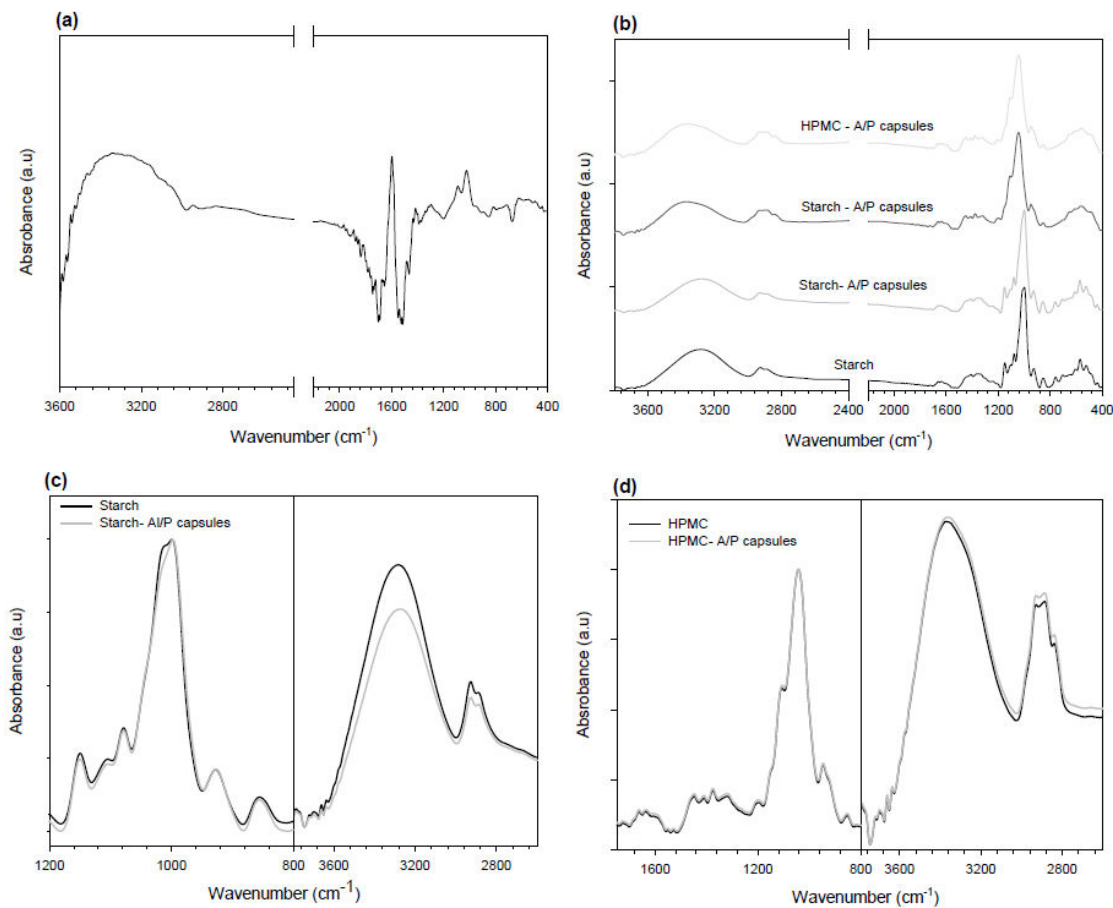 (a)
Absrobance (a.u)
3600 2800 2000 1600 1200 800 400
Wavenumber (cm-1)
(b)
Absorbance (a.u)
HPMC - A/P capsules
Starch - A/P capsules
Starch- A/P capsules
Starch
3600 3200 2800 2400 2000 1600 1200 800 400
Wavenumber (cm-1)
(c)
Absorbance (a.u)
Starch
Starch- Al/P capsules
1200 1000 800 3600 3200 2800
Wavenumber (cm-1)
(d)
Absorbance (a.u)
HPMC
HPMC- A/P capsules
1600 1200 800 3600 3200 2800
Wavenumber (cm-1)